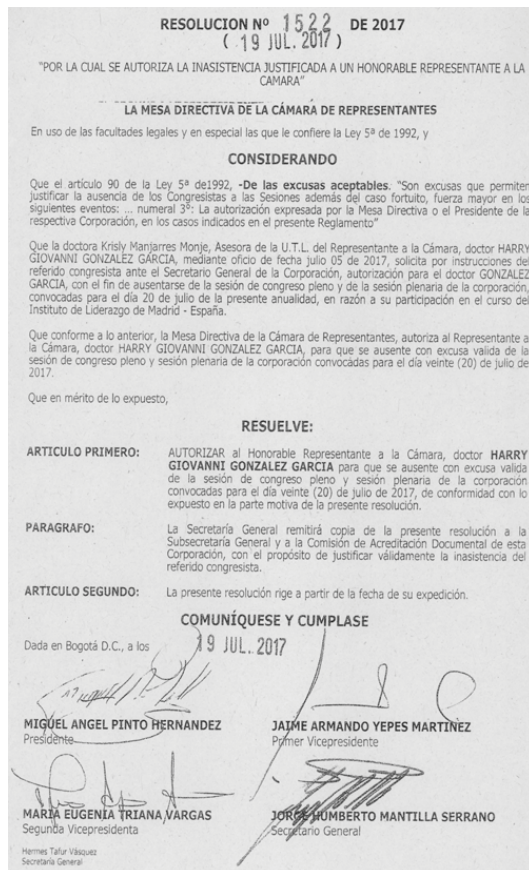 RESOLUCION Nº 1522 DE 2017
( 19 JUL. 2017 )
"POR LA CUAL SE AUTORIZA LA INASISTENCIA JUSTIFICADA A UN HONORABLE REPRESENTANTE A LA
CAMARA"
LA MESA DIRECTIVA DE LA CÁMARA DE REPRESENTANTES
En uso de las facultades legales y en especial las que le confiere la Ley 5ª de 1992, y
CONSIDERANDO
Que el artículo 90 de la Ley 5ª de1992, -De las excusas aceptables. "Son excusas que permiten
justificar la ausencia de los Congresistas a las Sesiones además del caso fortuito, fuerza mayor en los
siguientes eventos: ... numeral 3º: La autorización expresada por la Mesa Directiva o el Presidente de la
respectiva Corporación, en los casos indicados en el presente Reglamento"
Que la doctora Krisly Manjarres Monje, Asesora de la U.T.L. del Representante a la Cámara, doctor HARRY
GIOVANNI GONZALEZ GARCIA, mediante oficio de fecha julio 05 de 2017, solicita por instrucciones del
referido congresista ante el Secretario General de la Corporación, autorización para el doctor GONZALEZ
GARCIA, con el fin de ausentarse de la sesión de congreso pleno y de la sesión plenaria de la corporación,
convocadas para el día 20 de julio de la presente anualidad, en razón a su participación en el curso del
Instituto de Liderazgo de Madrid - España.
Que conforme a lo anterior, la Mesa Directiva de la Cámara de Representantes, autoriza al Representante a
la Cámara, doctor HARRY GIOVANNI GONZALEZ GARCIA, para que se ausente con excusa valida de la
sesión de congreso pleno y sesión plenaria de la corporación convocadas para el día veinte (20) de julio de
2017.
Que en mérito de lo expuesto,
RESUELVE:
ARTICULO PRIMERO: AUTORIZAR al Honorable Representante a la Cámara, doctor HARRY
GIOVANNI GONZALEZ GARCIA para que se ausente con excusa valida
de la sesión de congreso pleno y sesión plenaria de la corporación
convocadas para el día veinte (20) de julio de 2017, de conformidad con lo
expuesto en la parte motiva de la presente resolución.
PARAGRAFO: La Secretaría General remitirá copia de la presente resolución a la
Subsecretaría General y a la Comisión de Acreditación Documental de esta
Corporación, con el propósito de justificar válidamente la inasistencia del
referido congresista.
ARTICULO SEGUNDO: La presente resolución rige a partir de la fecha de su expedición.
COMUNÍQUESE Y CUMPLASE
Dada en Bogotá D.C., a los 19 JUL. 2017
MIGUEL ANGEL PINTO HERNANDEZ JAIME ARMANDO YEPES MARTINEZ
Presidente Primer Vicepresidente
MARIA EUGENIA TRIANA VARGAS JORGE HUMBERTO MANTILLA SERRANO
Segunda Vicepresidenta Secretario General
Hermes Tafur Vásquez
Secretaría General